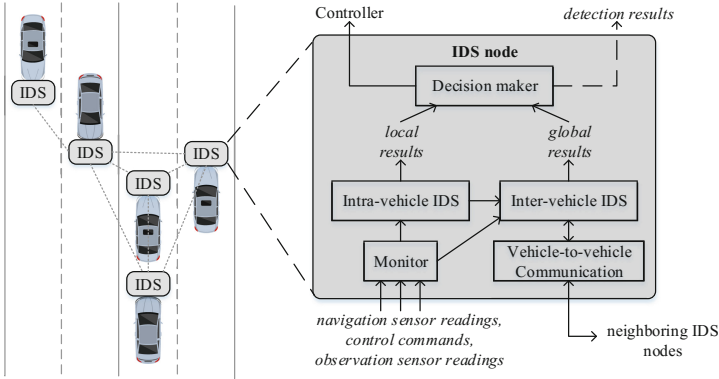 IDS
IDS
IDS
IDS
IDS
Controller
detection results
IDS node
Decision maker
local
results
global
results
Intra-vehicle IDS
Inter-vehicle IDS
Monitor
Vehicle-to-vehicle
Communication
navigation sensor readings,
control commands,
observation sensor readings
neighboring IDS
nodes